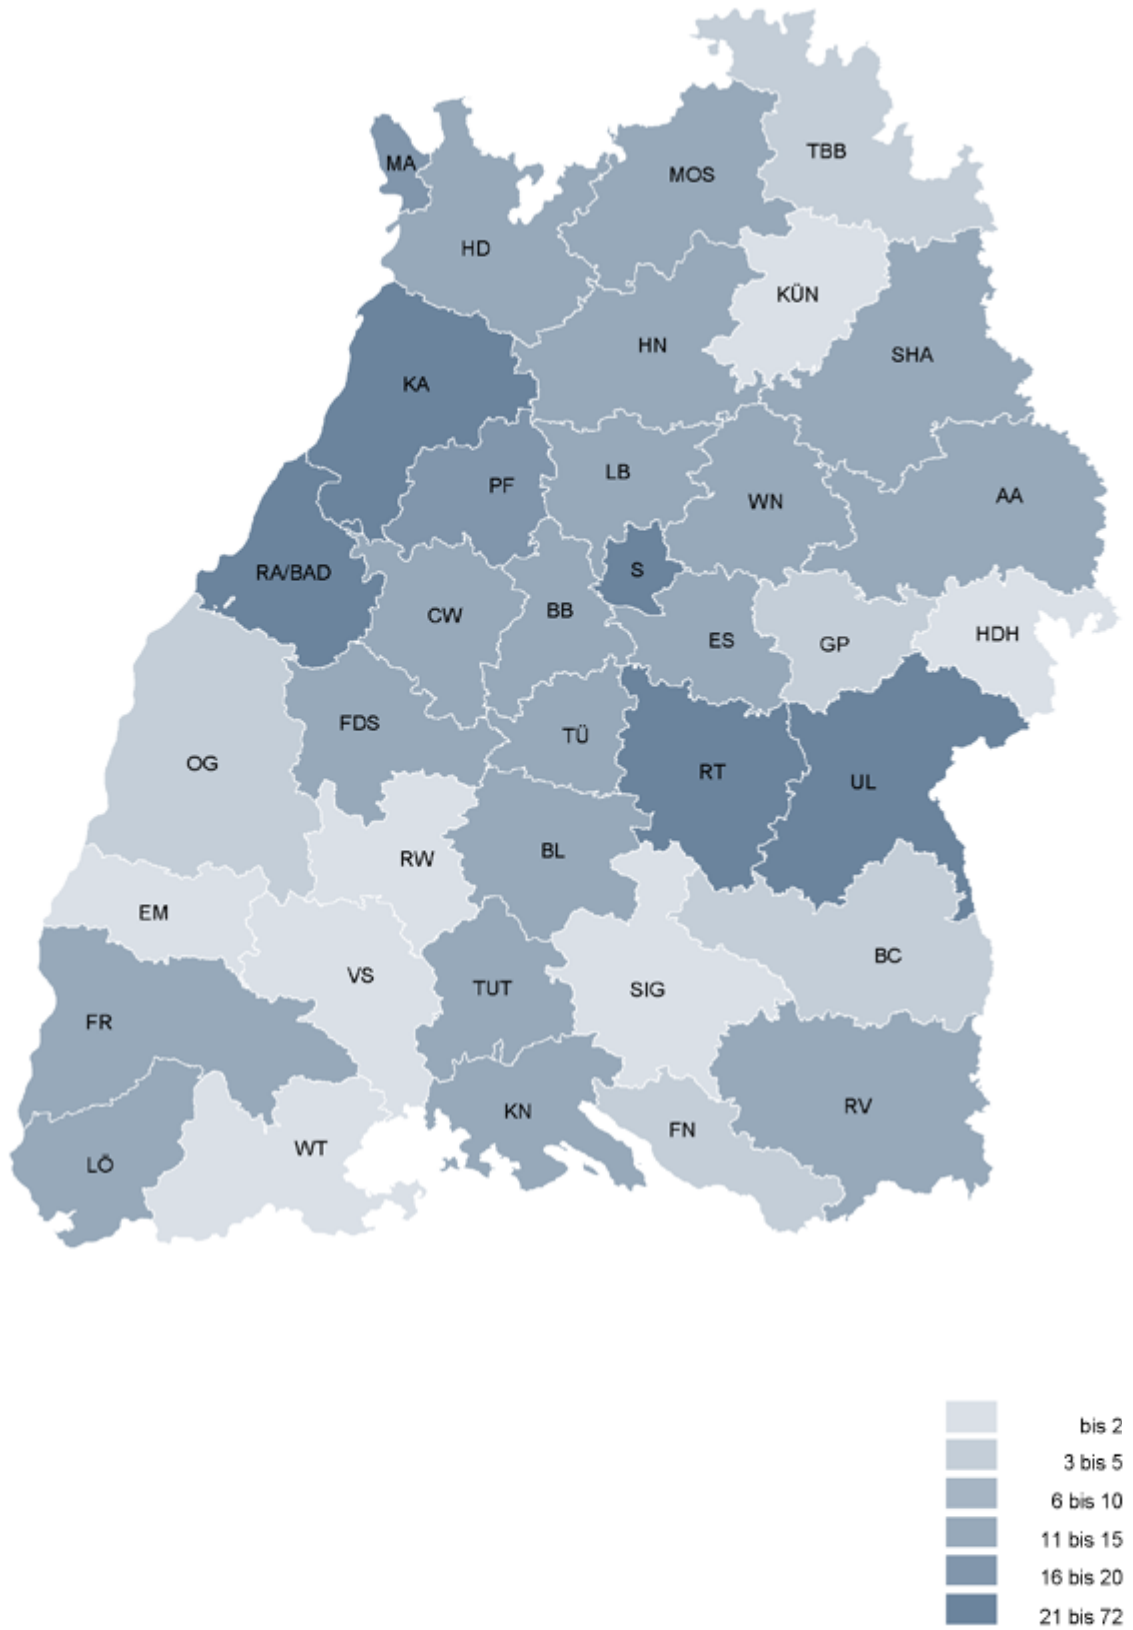 TBB
MA
MOS
HD
KÜN
HN
SHA
KA
LB
PF
WN
AA
S
RA/BAD
BB
CW
ES
GP
HDH
FDS
TÜ
OG
RT
UL
BL
RW
EM
BC
VS
TUT
SIG
FR
RV
KN
FN
WT
LÖ
bis 2
3 bis 5
6 bis 10
11 bis 15
16 bis 20
21 bis 72